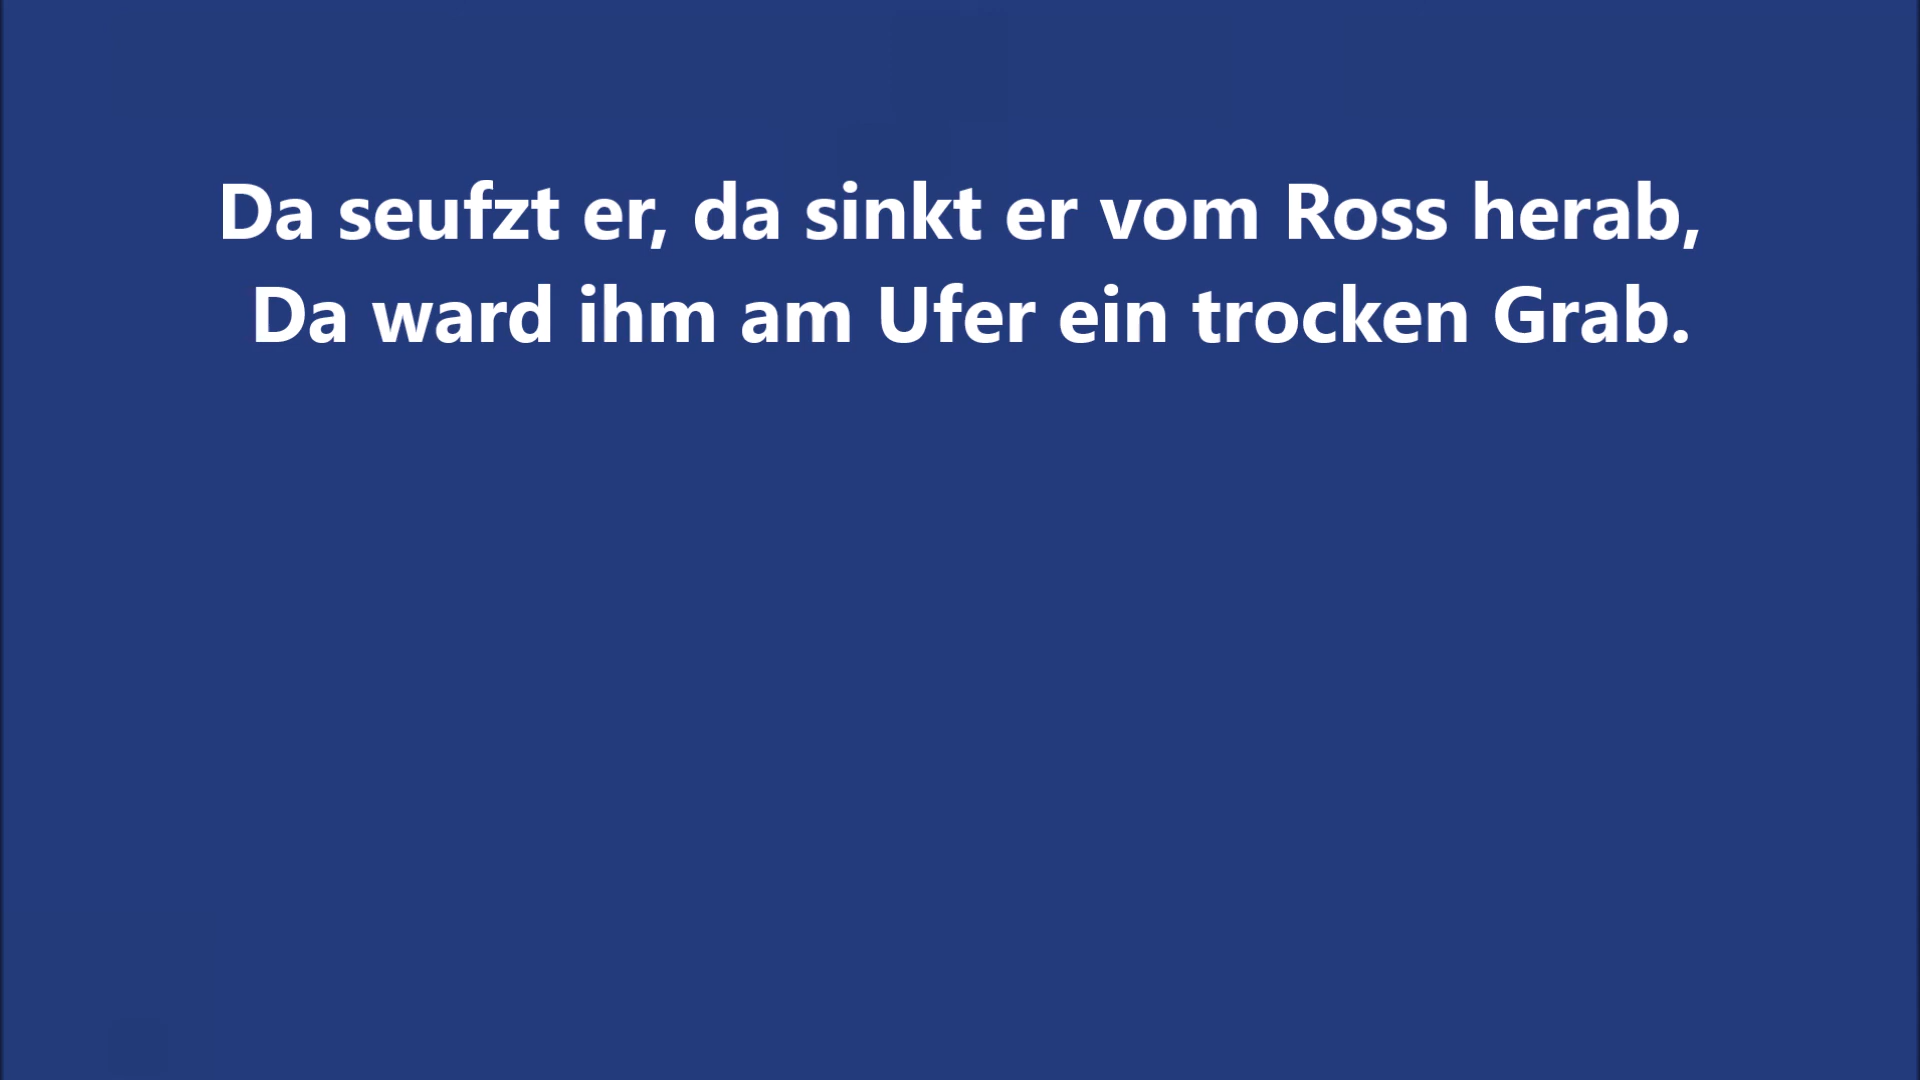 Da seufzt er, da sinkt er vom Ross herab,
Da ward ihm am Ufer ein trocken Grab.